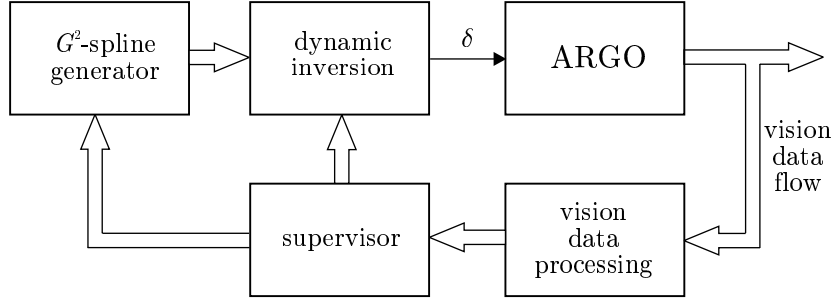 G²-spline
generator
dynamic
inversion
δ
ARGO
vision
data
flow
supervisor
vision
data
processing